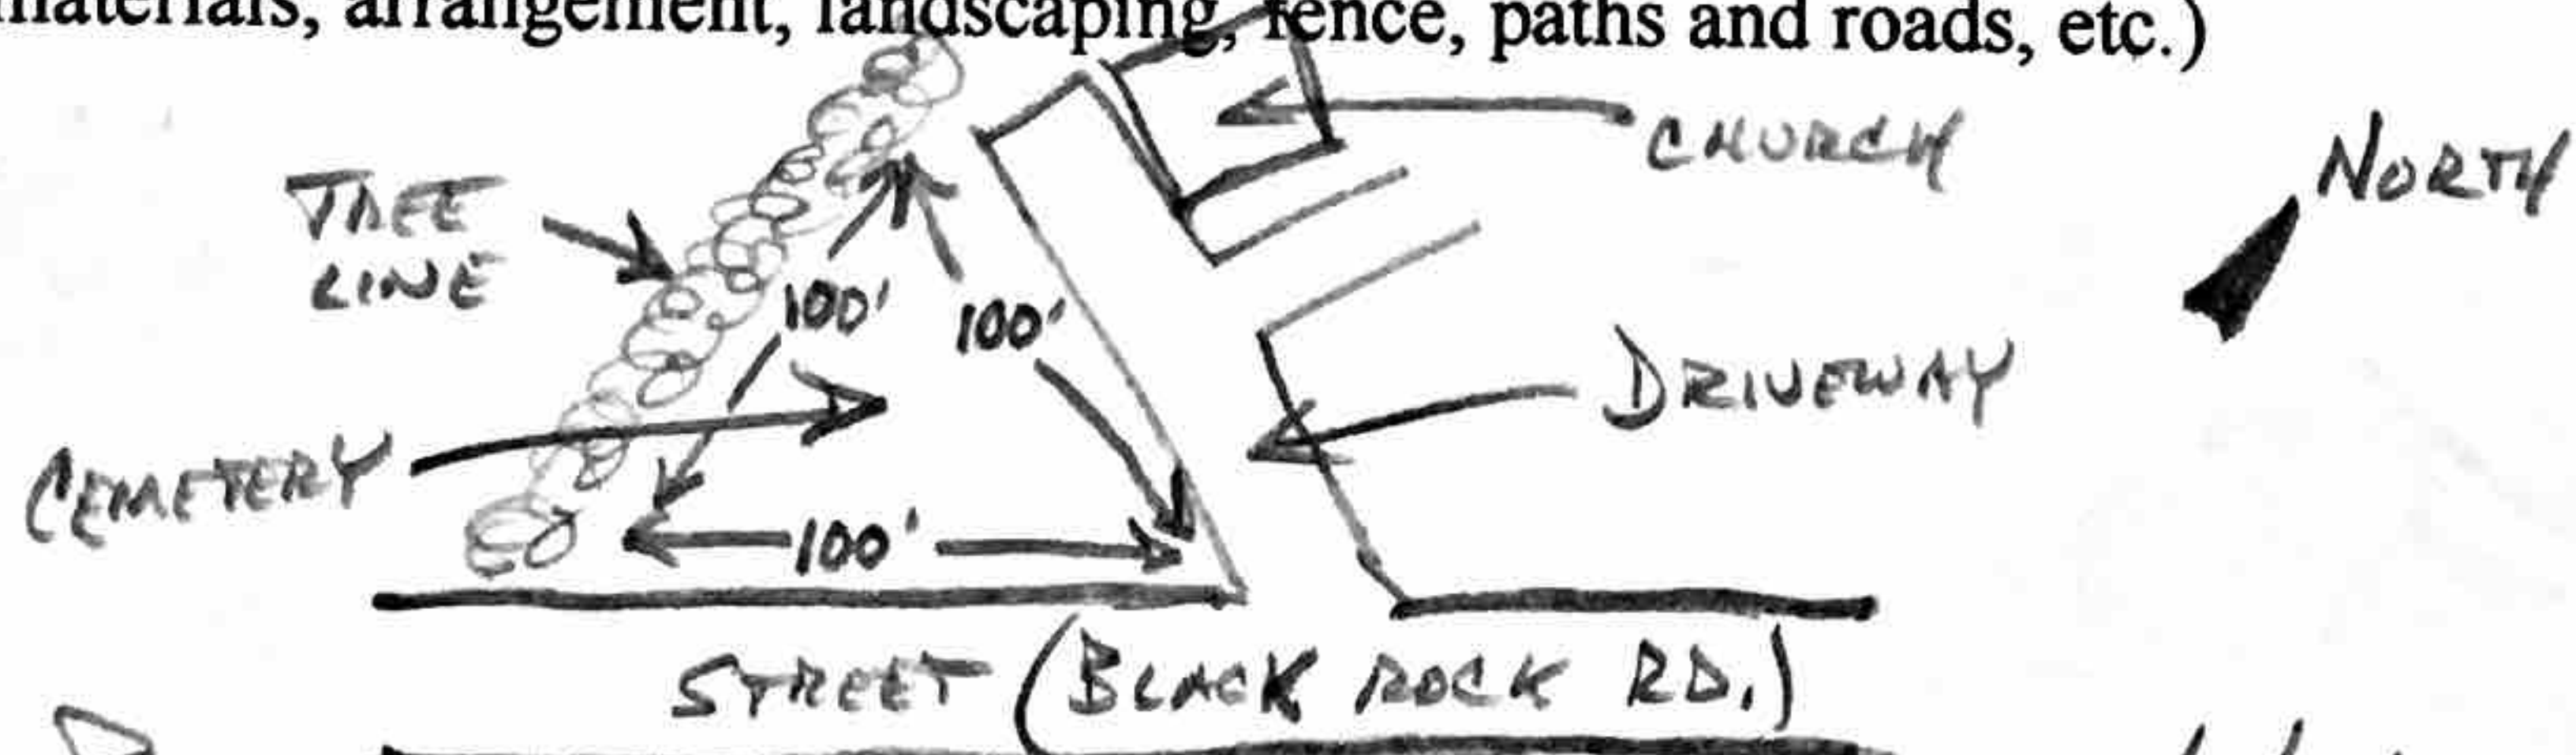 materials, arrangement, landscaping, fence, paths and roads, etc.)
CHURCH
NORTH
TREE
LINE
100'
100'
DRIVEWAY
CEMETERY
100'
STREET (BLACK ROCK RD.)